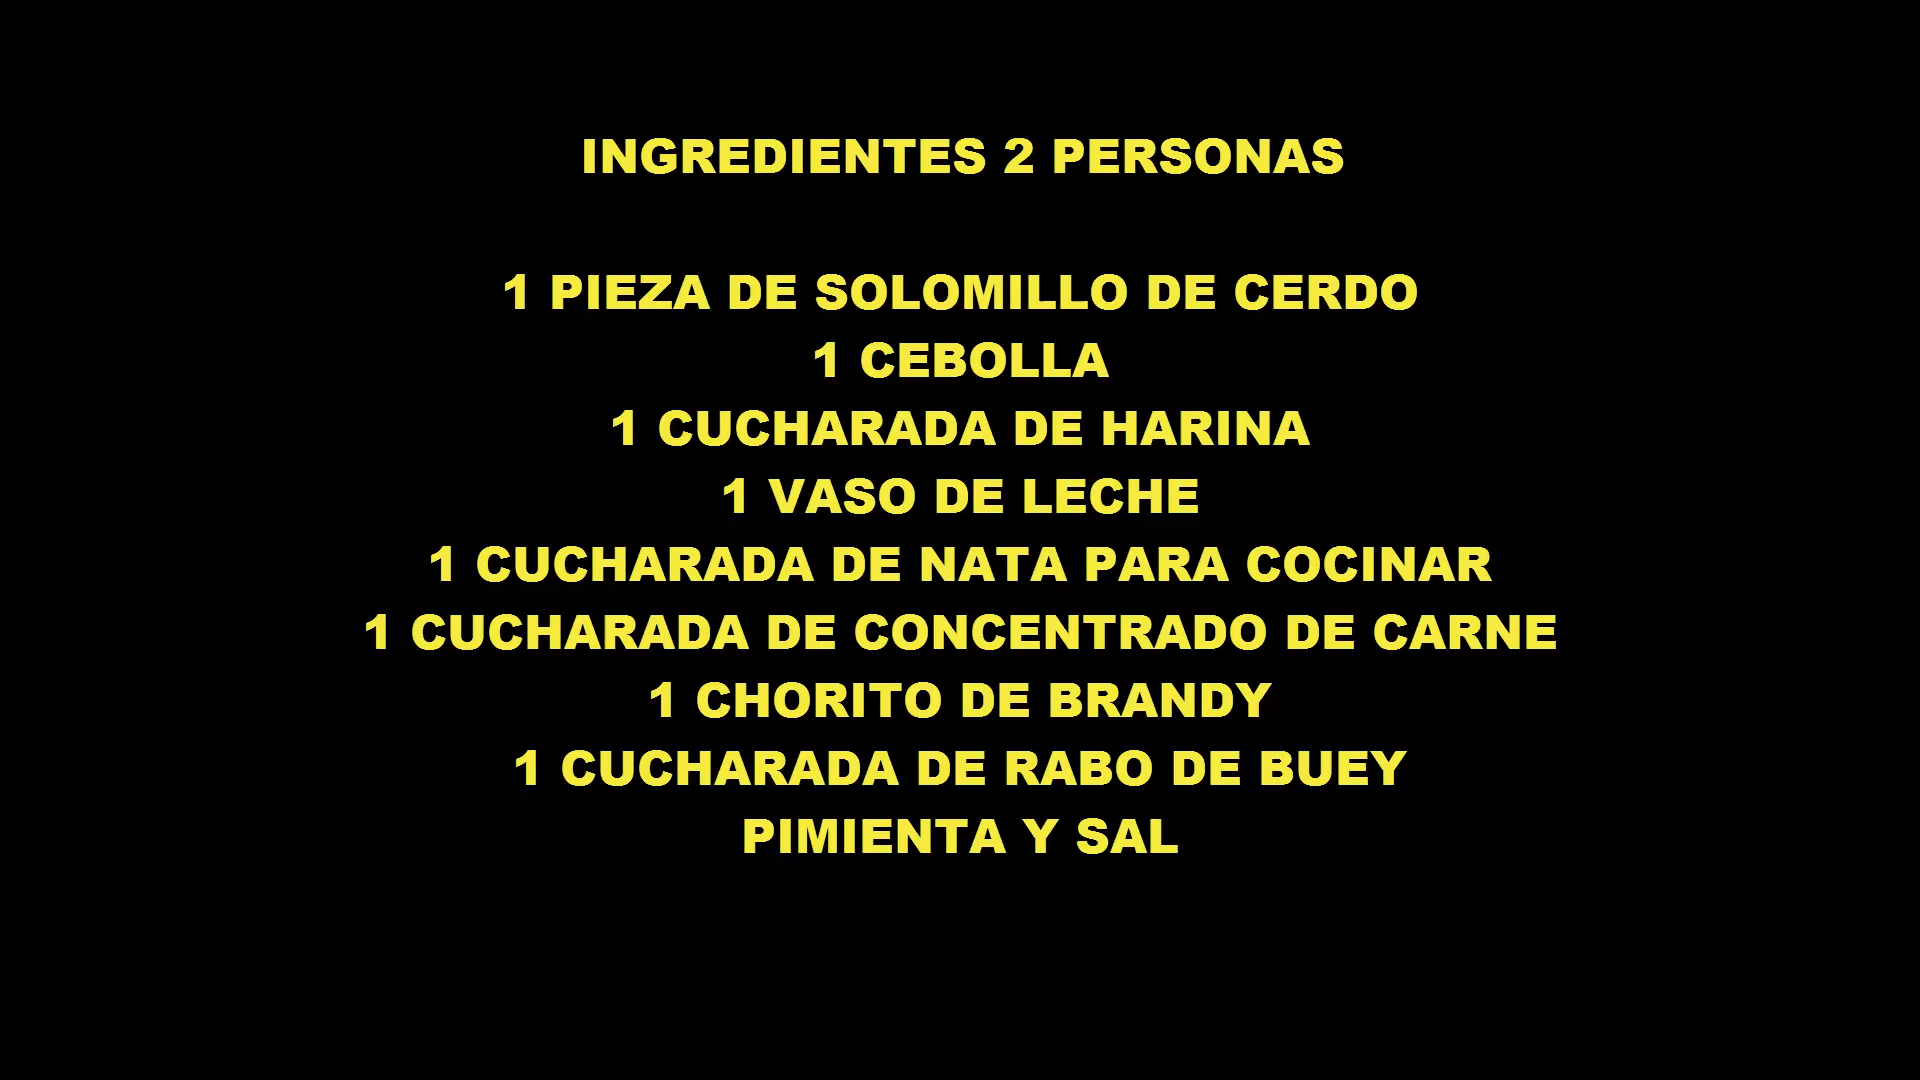 INGREDIENTES 2 PERSONAS
1 PIEZA DE SOLOMILLO DE CERDO
1 CEBOLLA
1 CUCHARADA DE HARINA
1 VASO DE LECHE
1 CUCHARADA DE NATA PARA COCINAR
1 CUCHARADA DE CONCENTRADO DE CARNE
1 CHORITO DE BRANDY
1 CUCHARADA DE RABO DE BUEY
PIMIENTA Y SAL